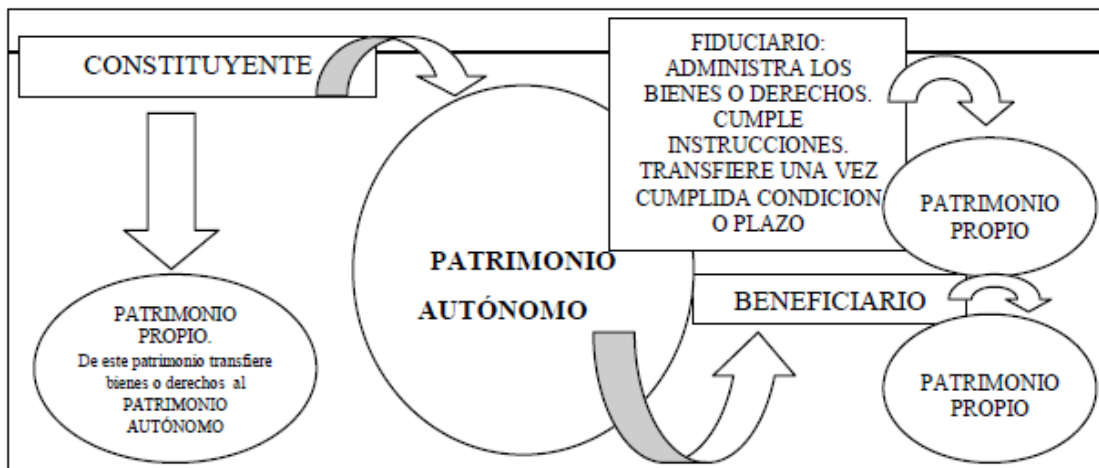 CONSTITUYENTE
FIDUCIARIO:
ADMINISTRA LOS
BIENES O DERECHOS.
CUMPLE
INSTRUCCIONES.
TRANSFIERE UNA VEZ
CUMPLIDA CONDICION
O PLAZO
PATRIMONIO
PROPIO
PATRIMONIO
AUTÓNOMO
BENEFICIARIO
PATRIMONIO
PROPIO.
De este patrimonio transfiere
bienes o derechos al
PATRIMONIO
AUTÓNOMO
PATRIMONIO
PROPIO